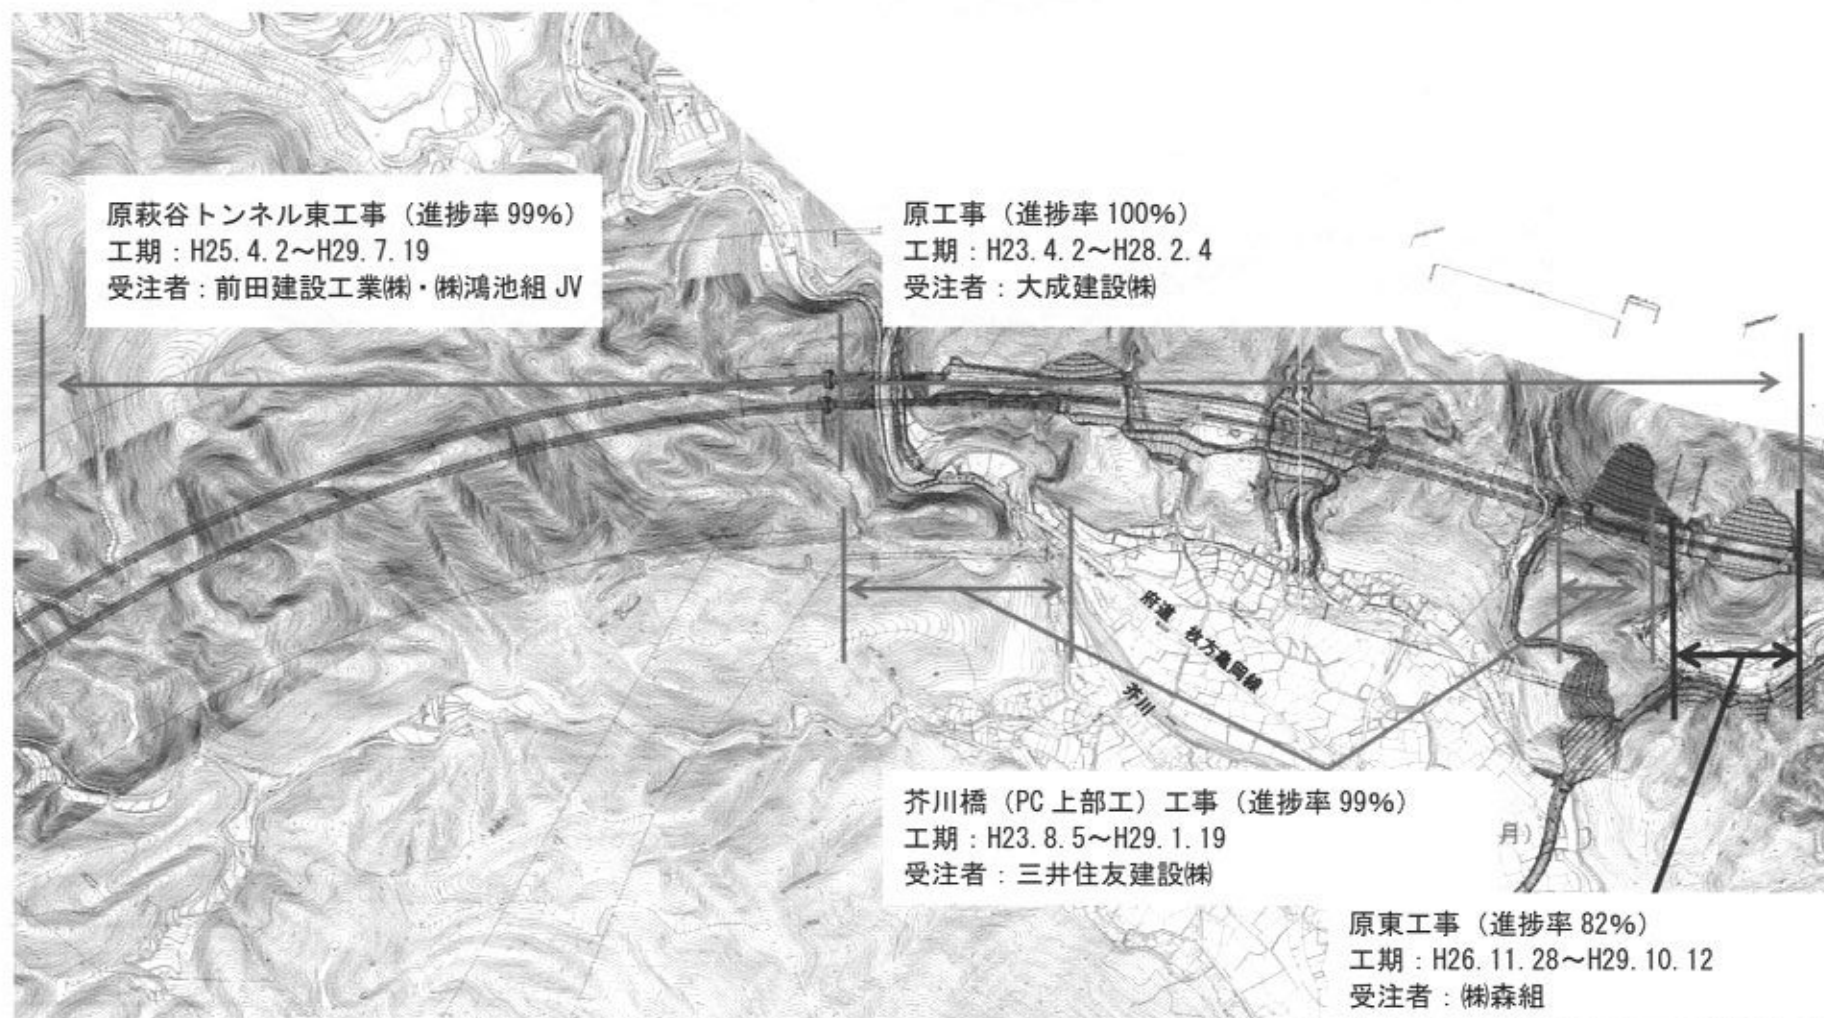 原萩谷トンネル東工事（進捗率 99%）
工期：H25.4.2～H29.7.19
受注者：前田建設工業㈱・㈱鴻池組 JV
原工事（進捗率 100%）
工期：H23.4.2～H28.2.4
受注者：大成建設㈱
府道 枚方亀岡線
芥川
芥川橋（PC 上部工）工事（進捗率 99%）
工期：H23.8.5～H29.1.19
受注者：三井住友建設㈱
月）
原東工事（進捗率 82%）
工期：H26.11.28～H29.10.12
受注者：㈱森組